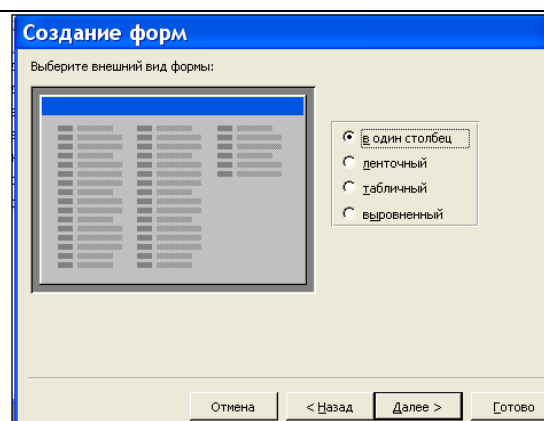 Создание форм
Выберите внешний вид формы:
в один столбец
ленточный
табличный
выровненный
Отмена
< Назад
Далее >
Готово